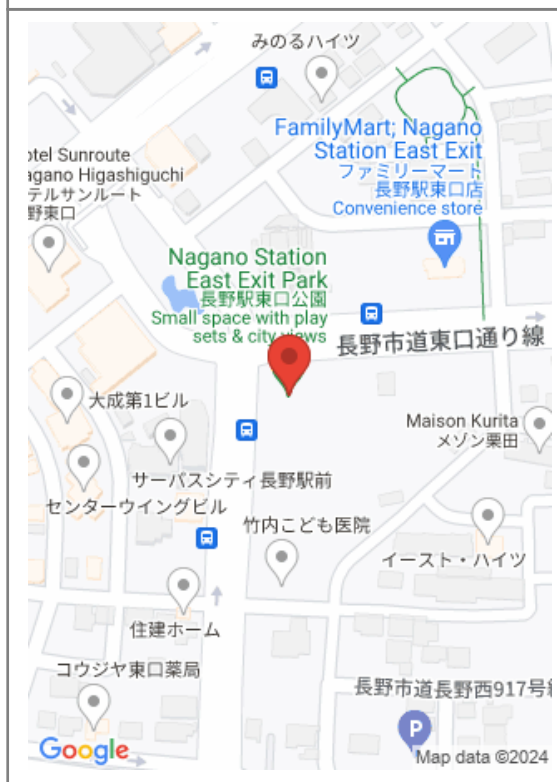 みのるハイツ
FamilyMart; Nagano
Station East Exit
ファミリーマート
長野駅東口店
Convenience store
otel Sunroute
agano Higashiguchi
テルサンルート
野東口
Nagano Station
East Exit Park
長野駅東口公園
Small space with play
sets & city views
長野市道東口通り線
大成第1ビル
Maison Kurita
メゾン栗田
サーパスシティ長野駅前
センターウイングビル
竹内こども医院
イースト・ハイツ
住建ホーム
コウジヤ東口薬局
長野市道長野西917号線
P
Google
Map data ©2024